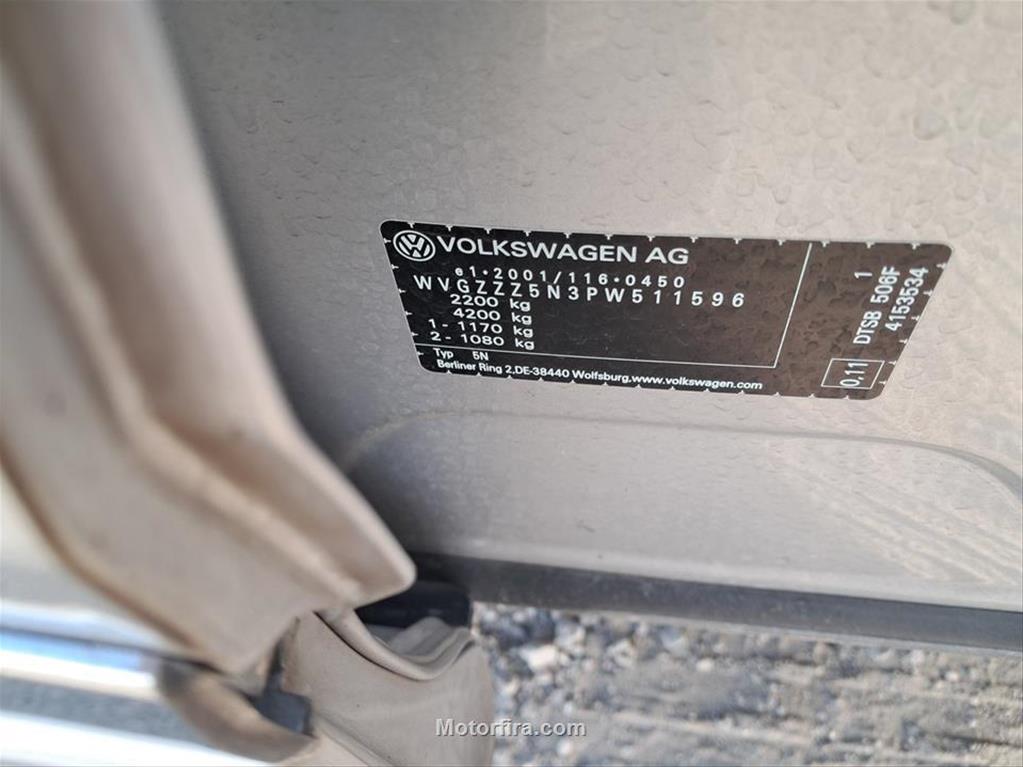 VOLKSWAGEN AG
e1*2001/116*0450
WVGZZZ5N3PW511596
2200 kg
4200 kg
1- 1170 kg
2- 1080 kg
Typ 5N
Berliner Ring 2,DE-38440 Wolfsburg,www.volkswagen.com
1
DTSB 506F
4153534
0,11
Motorfira.com